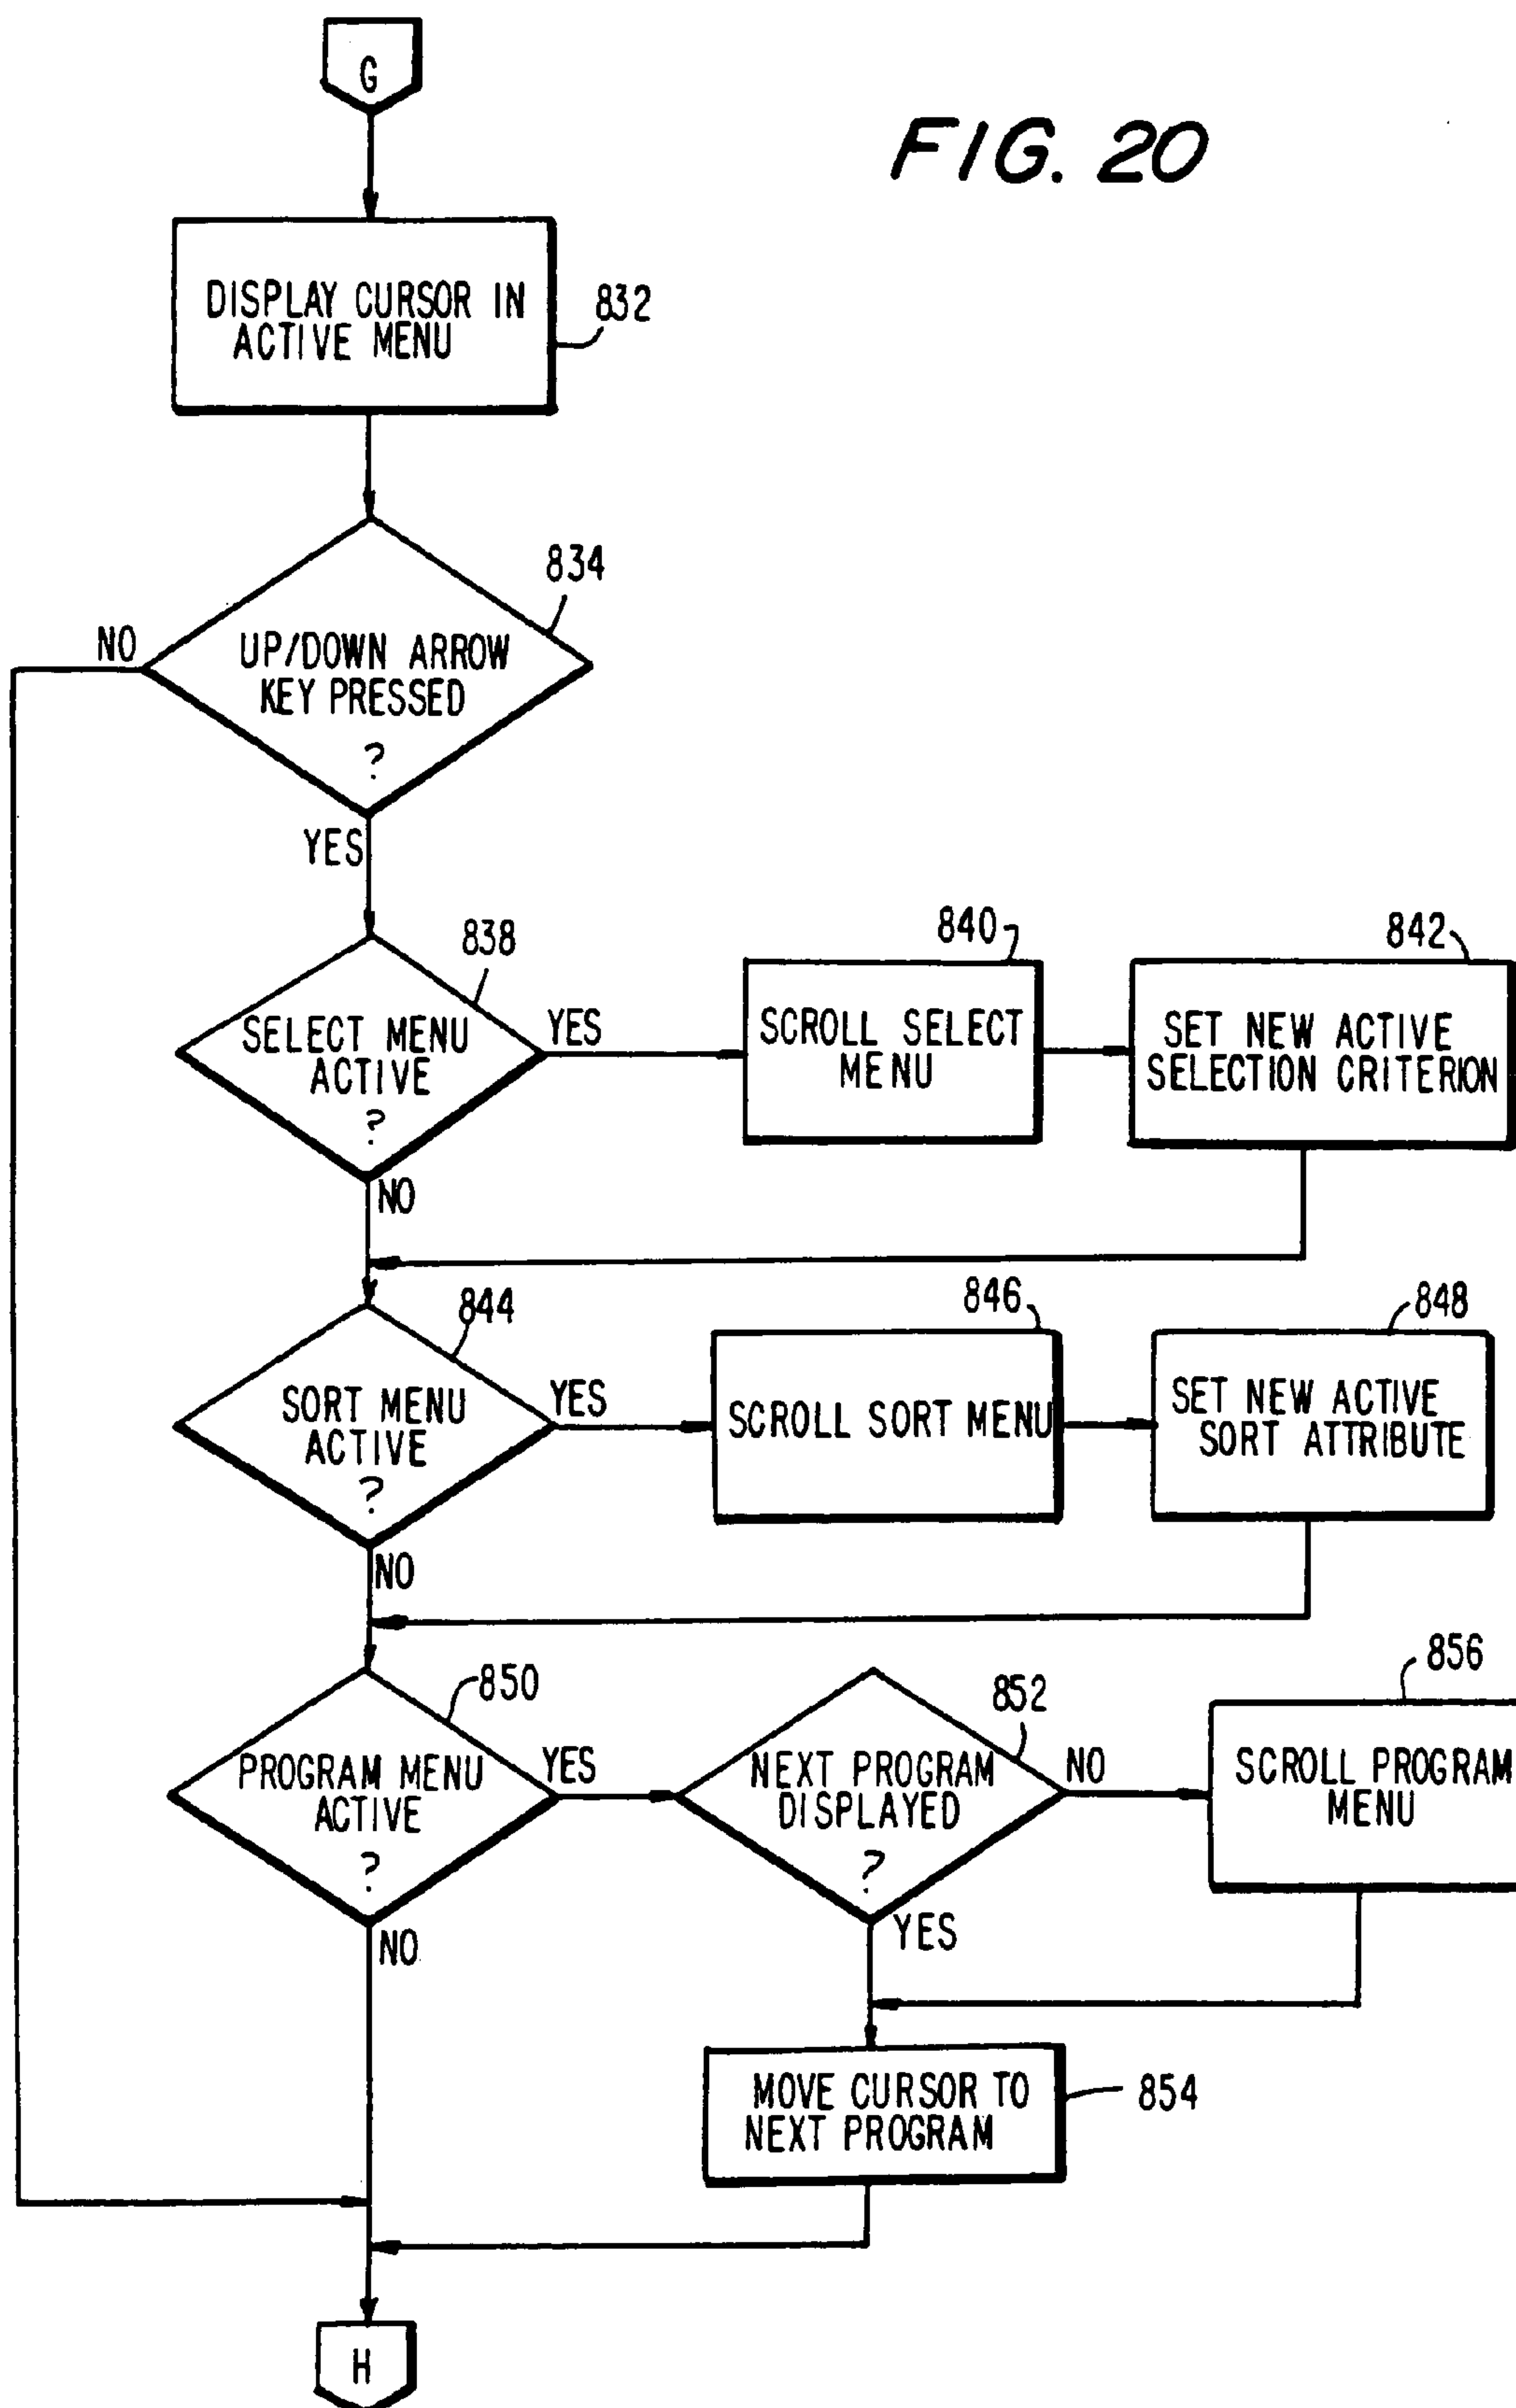 G
FIG. 20
DISPLAY CURSOR IN
ACTIVE MENU
832
834
NO
UP/DOWN ARROW
KEY PRESSED
?
YES
838
SELECT MENU
ACTIVE
?
YES
NO
840
SCROLL SELECT
MENU
842
SET NEW ACTIVE
SELECTION CRITERION
844
SORT MENU
ACTIVE
?
YES
NO
846
SCROLL SORT MENU
848
SET NEW ACTIVE
SORT ATTRIBUTE
850
PROGRAM MENU
ACTIVE
?
YES
NO
852
NEXT PROGRAM
DISPLAYED
?
NO
YES
856
SCROLL PROGRAM
MENU
MOVE CURSOR TO
NEXT PROGRAM
854
H